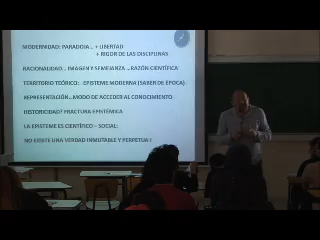 MODERNIDAD: PARADOJA... + LIBERTAD
+ RIGOR DE LAS DISCIPLINAS
RACIONALIDAD... IMAGEN Y SEMEJANZA ... RAZÓN CIENTÍFICA
TERRITORIO TEÓRICO: EPISTEME MODERNA (SABER DE ÉPOCA)
REPRESENTACIÓN... MODO DE ACCEDER AL CONOCIMIENTO
HISTORICIDAD? FRACTURA EPISTÉMICA
LA EPISTEME ES CIENTÍFICO – SOCIAL:
NO EXISTE UNA VERDAD INMUTABLE Y PERPETUA !